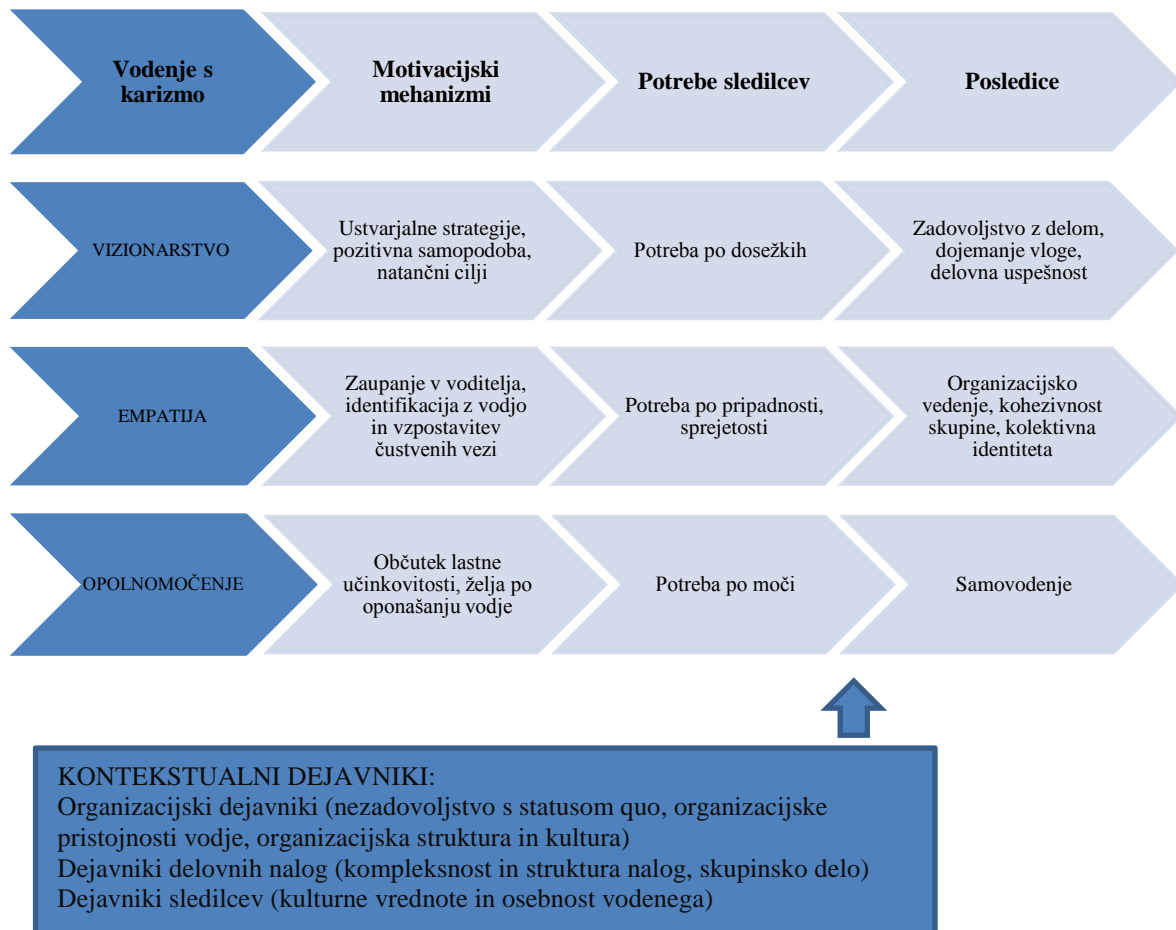 Vodenje s
karizmo
Motivacijski
mehanizmi
Potrebe sledilcev
Posledice
VIZIONARSTVO
Ustvarjalne strategije,
pozitivna samopodoba,
natančni cilji
Potreba po dosežkih
Zadovoljstvo z delom,
dojemanje vloge,
delovna uspešnost
EMPATIJA
Zaupanje v voditelja,
identifikacija z vodjo
in vzpostavitev
čustvenih vezi
Potreba po pripadnosti,
sprejetosti
Organizacijsko
vedenje, kohezivnost
skupine, kolektivna
identiteta
OPOLNOMOČENJE
Občutek lastne
učinkovitosti, želja po
oponašanju vodje
Potreba po moči
Samovodenje
KONTEKSTUALNI DEJAVNIKI:
Organizacijski dejavniki (nezadovoljstvo s statusom quo, organizacijske
pristojnosti vodje, organizacijska struktura in kultura)
Dejavniki delovnih nalog (kompleksnost in struktura nalog, skupinsko delo)
Dejavniki sledilcev (kulturne vrednote in osebnost vodenega)